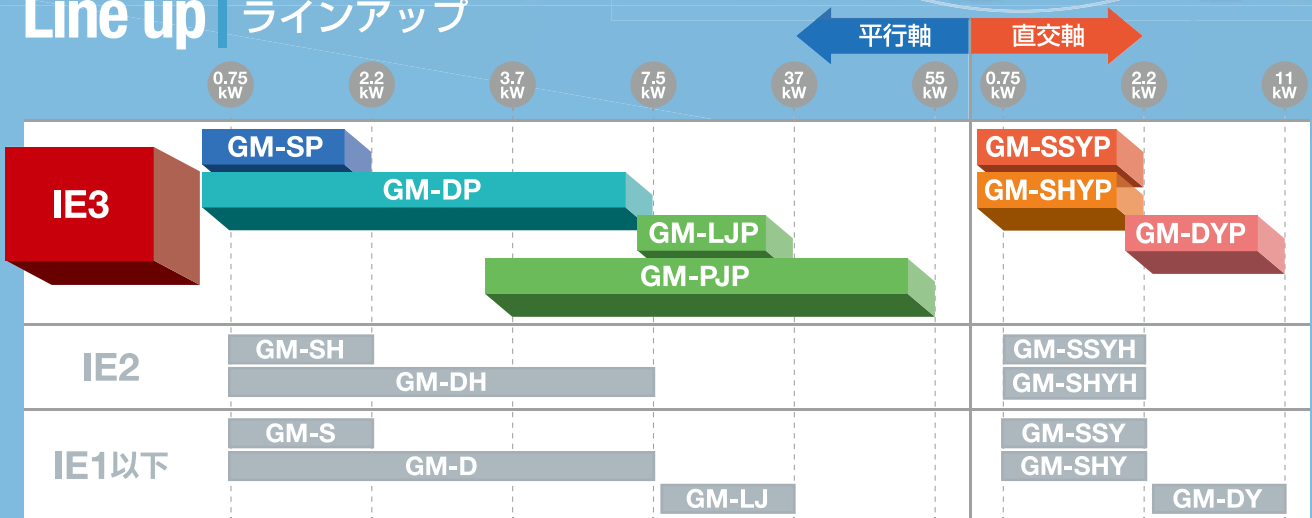 Line up ラインアップ
平行軸 直交軸
0.75 kW 2.2 kW 3.7 kW 7.5 kW 37 kW 55 kW 0.75 kW 2.2 kW 11 kW
IE3
GM-SP GM-SSYP
GM-DP GM-SHYP
GM-LJP GM-DYP
GM-PJP
IE2
GM-SH GM-SSYH
GM-DH GM-SHYH
IE1以下
GM-S GM-SSY
GM-D GM-SHY
GM-LJ GM-DY